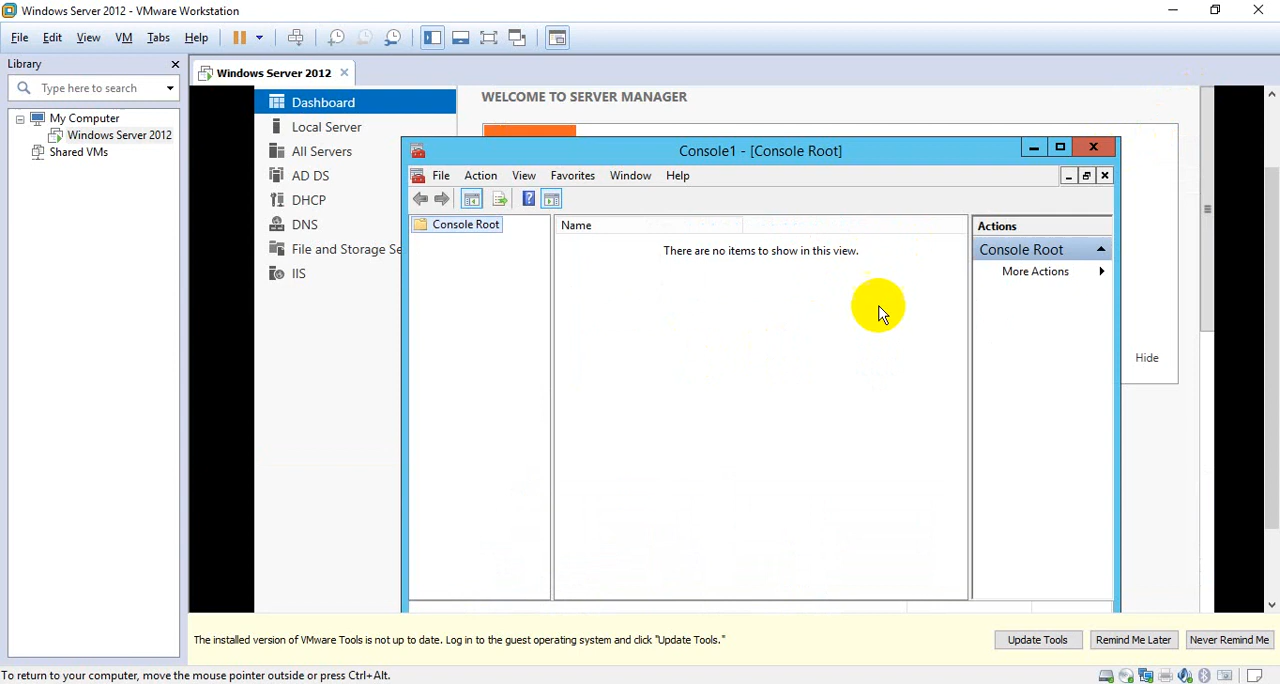 Windows Server 2012 - VMware Workstation
File Edit View VM Tabs Help
Library
Type here to search
My Computer
Windows Server 2012
Shared VMs
Windows Server 2012
Dashboard
Local Server
All Servers
AD DS
DHCP
DNS
File and Storage Se
IIS
WELCOME TO SERVER MANAGER
Console1 - [Console Root]
File Action View Favorites Window Help
Console Root
Name
There are no items to show in this view.
Actions
Console Root
More Actions
Hide
The installed version of VMware Tools is not up to date. Log in to the guest operating system and click "Update Tools."
Update Tools Remind Me Later Never Remind Me
To return to your computer, move the mouse pointer outside or press Ctrl+Alt.